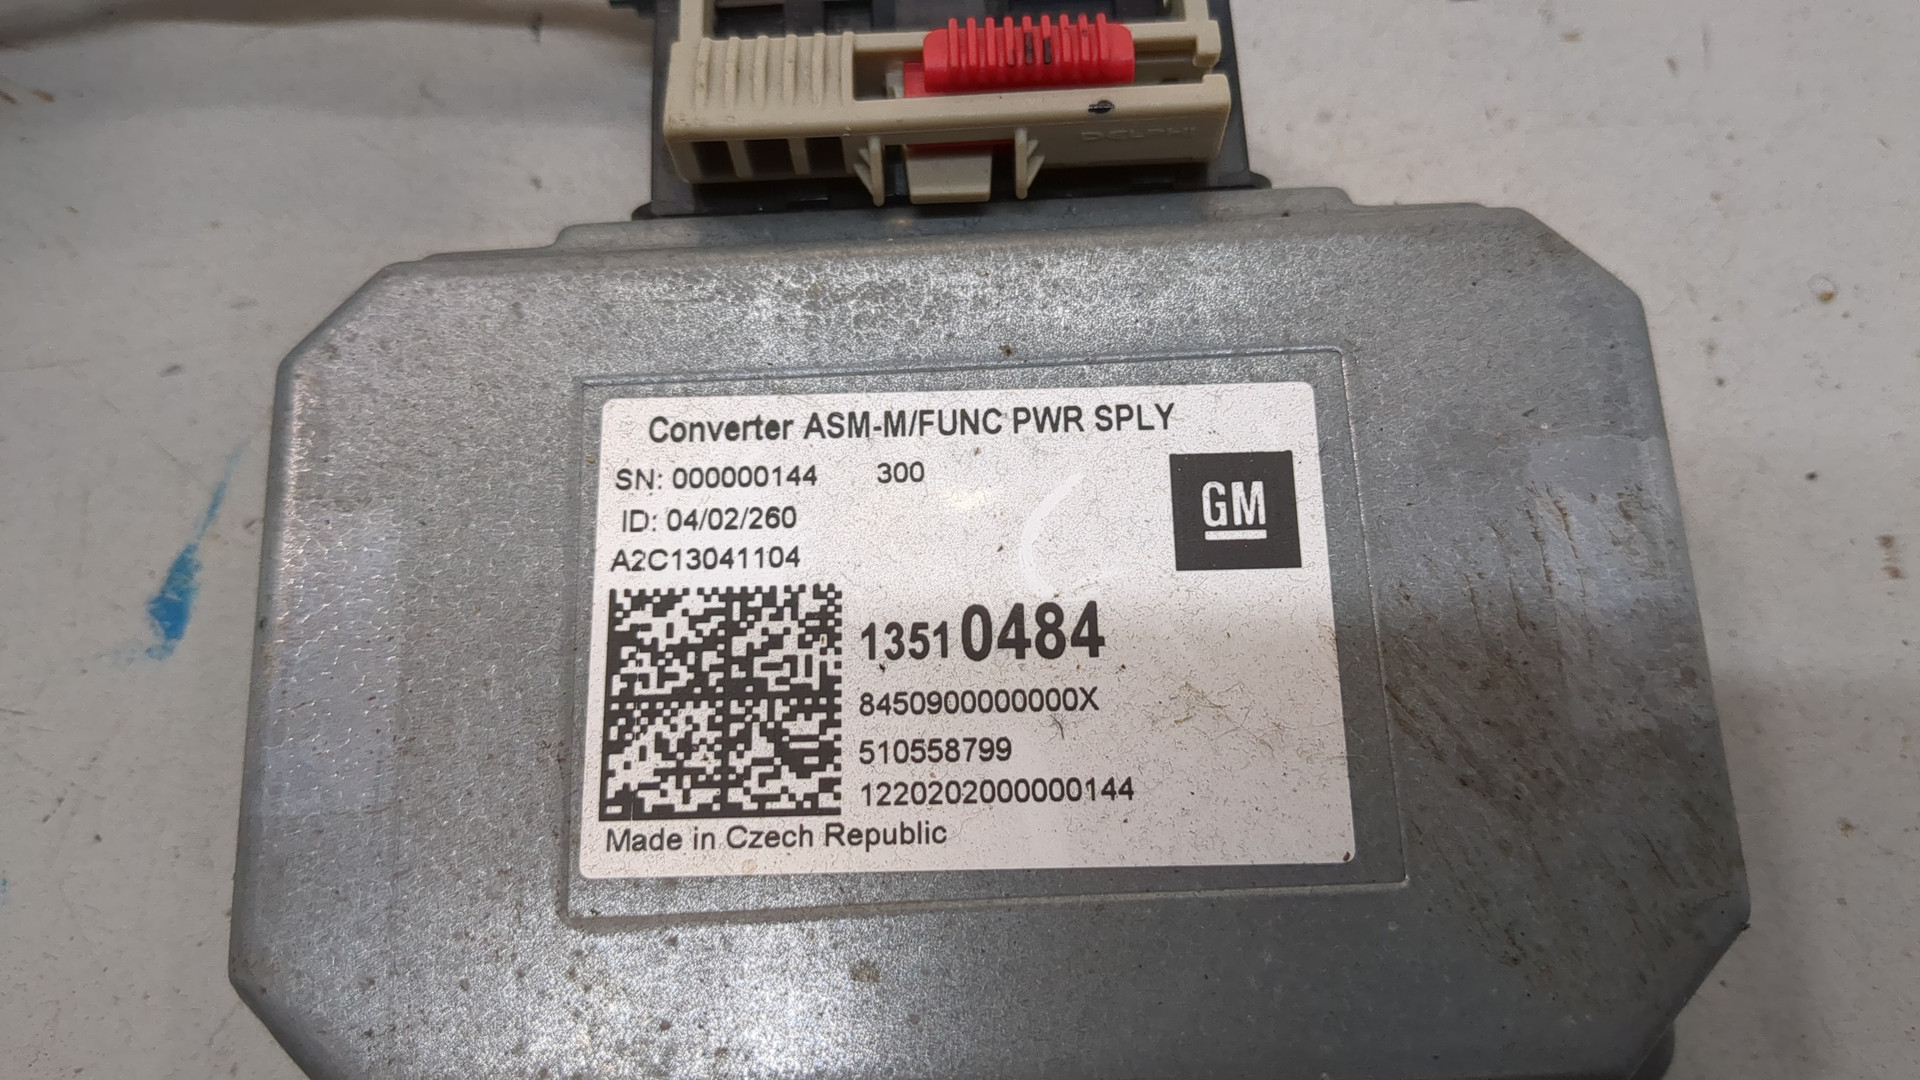 DELPHI
Converter ASM-M/FUNC PWR SPLY
SN: 000000144 300
ID: 04/02/260
GM
A2C13041104
13510484
8450900000000X
510558799
1220202000000144
Made in Czech Republic